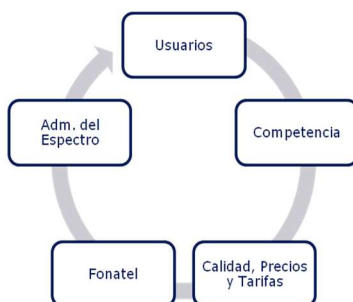 Usuarios
Competencia
Calidad, Precios
y Tarifas
Fonatel
Adm. del
Espectro